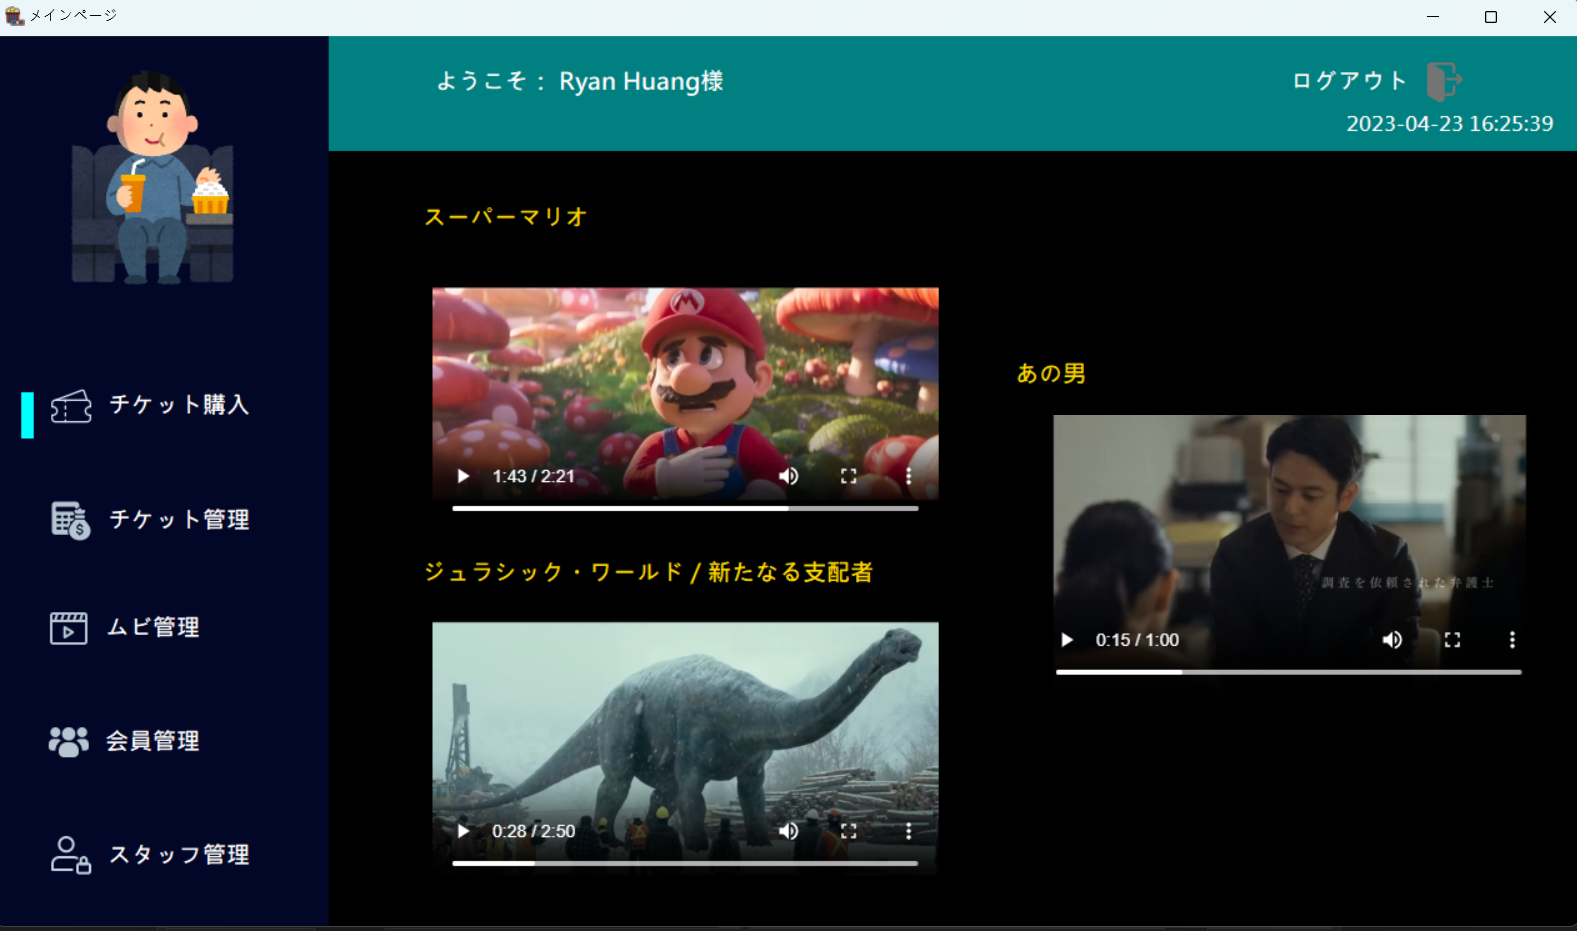 メインページ
ようこそ： Ryan Huang様
ログアウト
2023-04-23 16:25:39
チケット購入
チケット管理
ムビ管理
会員管理
スタッフ管理
スーパーマリオ
M
1:43 / 2:21
ジュラシック・ワールド / 新たなる支配者
0:28 / 2:50
あの男
調査を依頼された弁護士
0:15 / 1:00